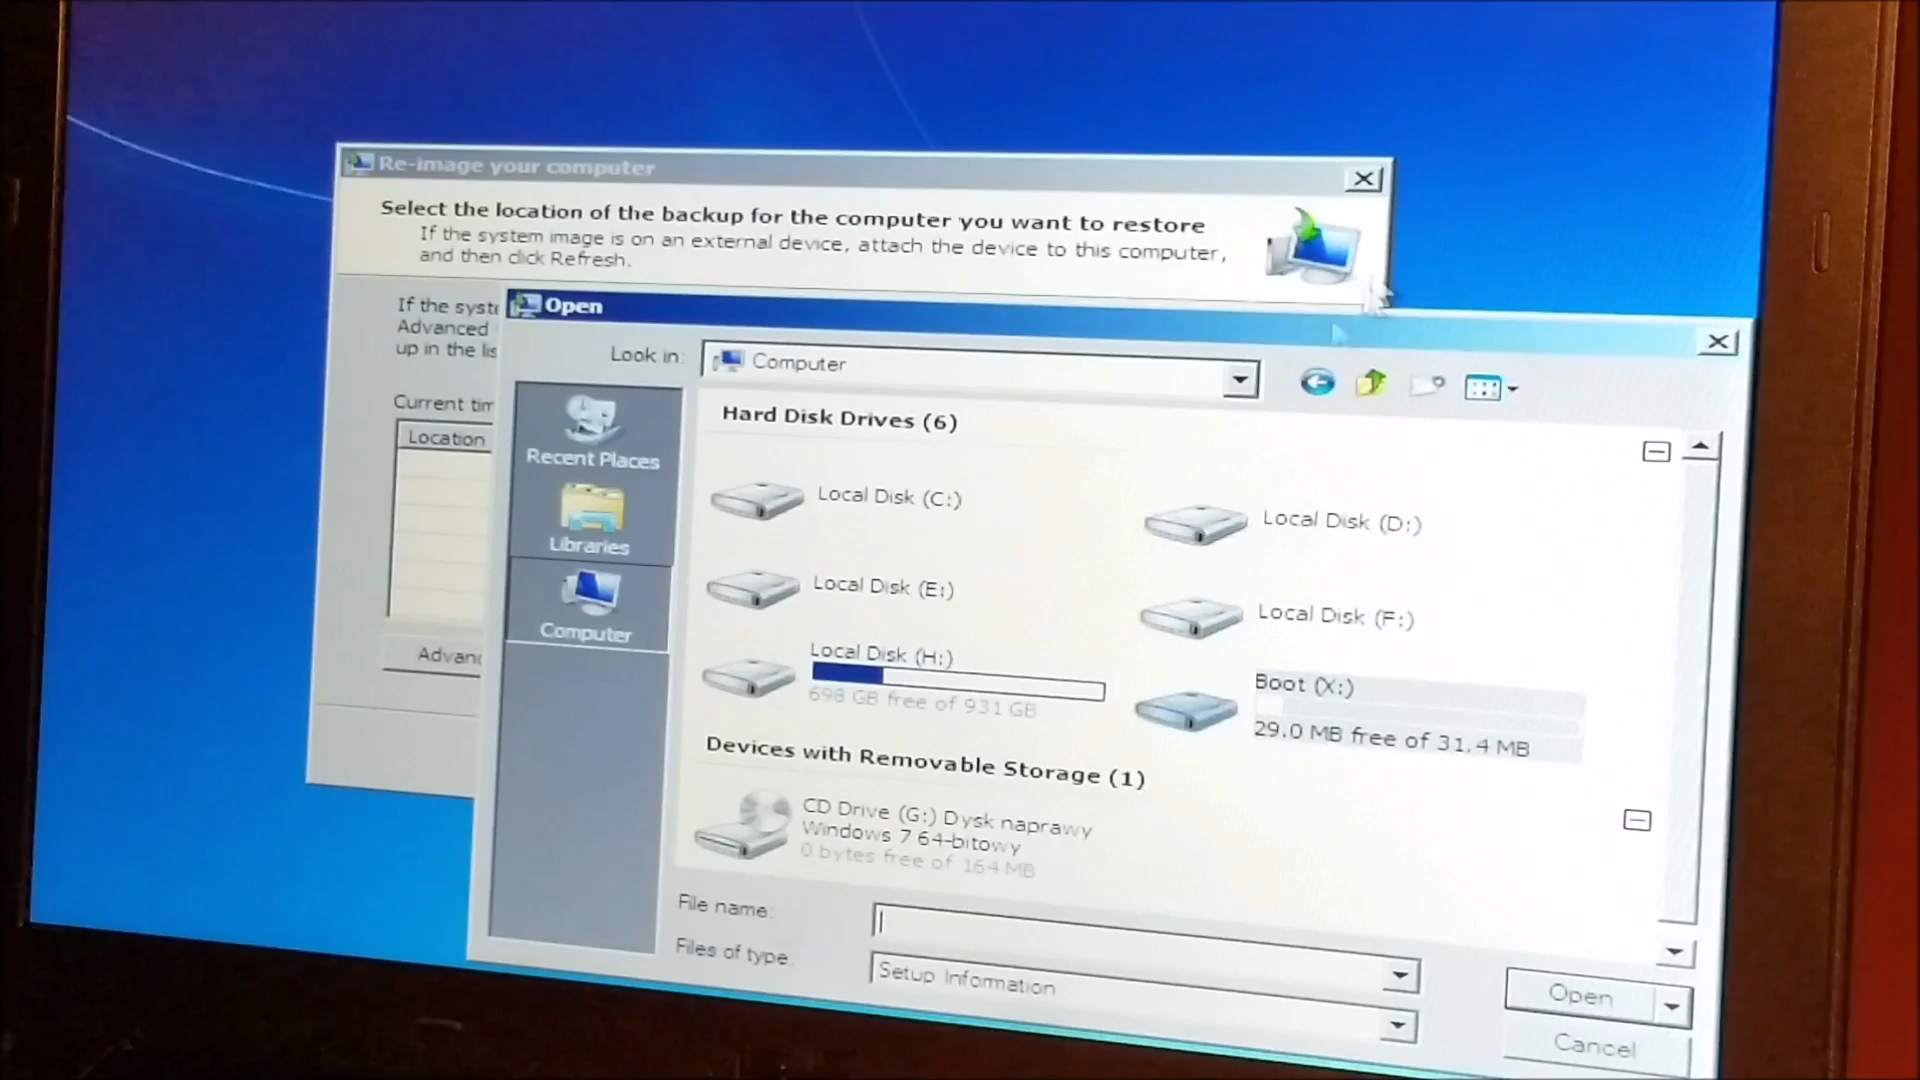 Re-image your computer
Select the location of the backup for the computer you want to restore
If the system image is on an external device, attach the device to this computer,
and then click Refresh.
If the syste
Advanced
up in the lis
Current tim
Location
Advanc
Open
Look in:
Computer
Recent Places
Libraries
Computer
Hard Disk Drives (6)
Local Disk (C:)
Local Disk (D:)
Local Disk (E:)
Local Disk (F:)
Local Disk (H:)
698 GB free of 931 GB
Boot (X:)
29.0 MB free of 31.4 MB
Devices with Removable Storage (1)
CD Drive (G:) Dysk naprawy
Windows 7 64-bitowy
0 bytes free of 164 MB
File name:
Files of type:
Setup Information
Open
Cancel